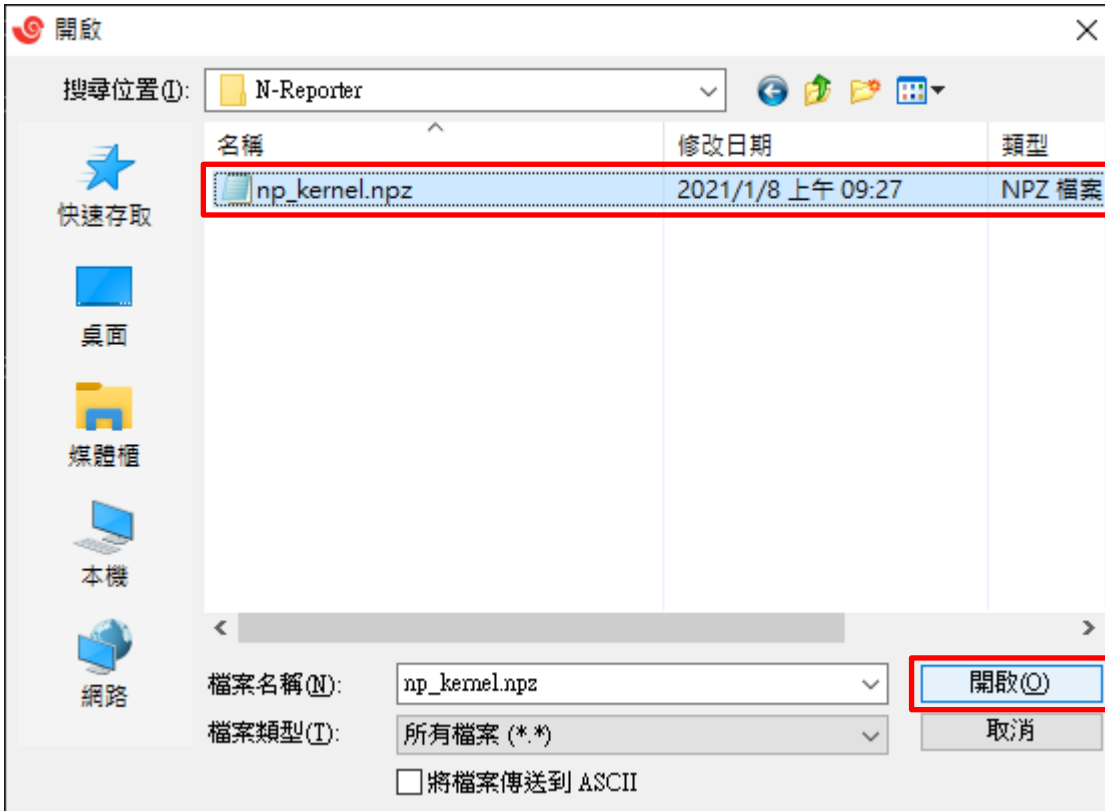 開啟
搜尋位置(I): N-Reporter
名稱 修改日期 類型
np_kernel.npz 2021/1/8 上午 09:27 NPZ 檔案
快速存取
桌面
媒體櫃
本機
網路
檔案名稱(N): np_kernel.npz 開啟(O)
檔案類型(T): 所有檔案 (*.*) 取消
將檔案傳送到 ASCII